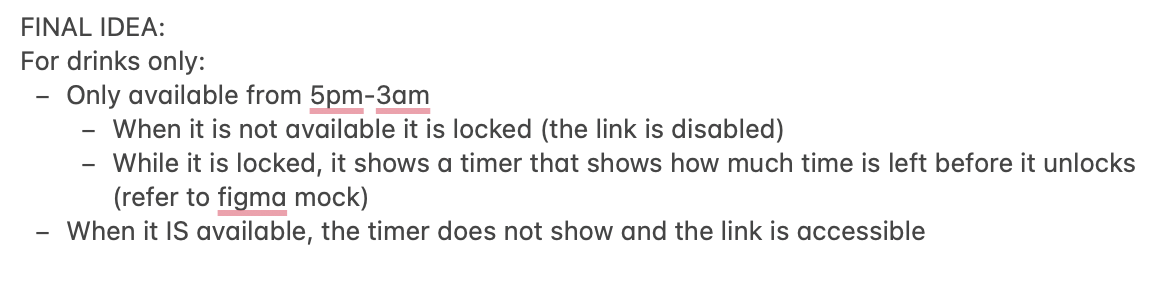 FINAL IDEA:
For drinks only:
– Only available from 5pm-3am
– When it is not available it is locked (the link is disabled)
– While it is locked, it shows a timer that shows how much time is left before it unlocks
(refer to figma mock)
– When it IS available, the timer does not show and the link is accessible